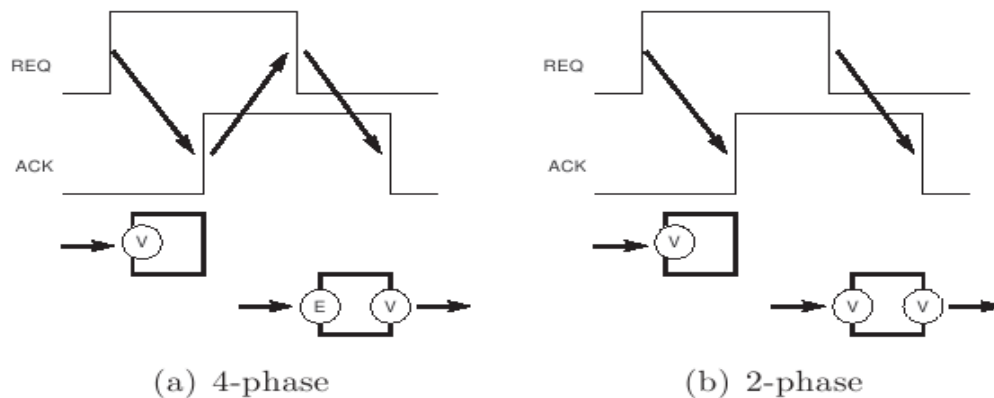 REQ
ACK
V
E V
(a) 4-phase
REQ
ACK
V
V V
(b) 2-phase